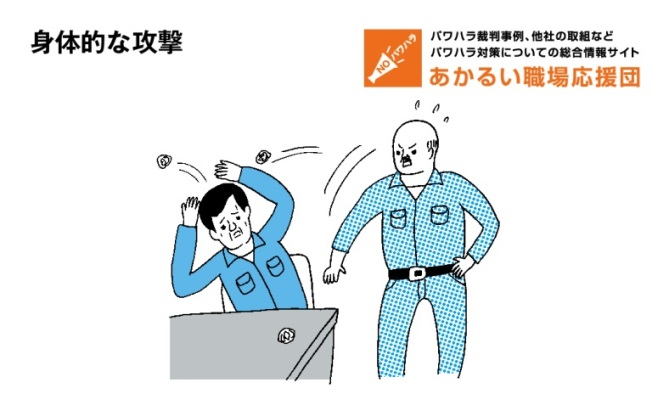 身体的な攻撃
NO パワハラ
パワハラ裁判事例、他社の取組など
パワハラ対策についての総合情報サイト
あかるい職場応援団